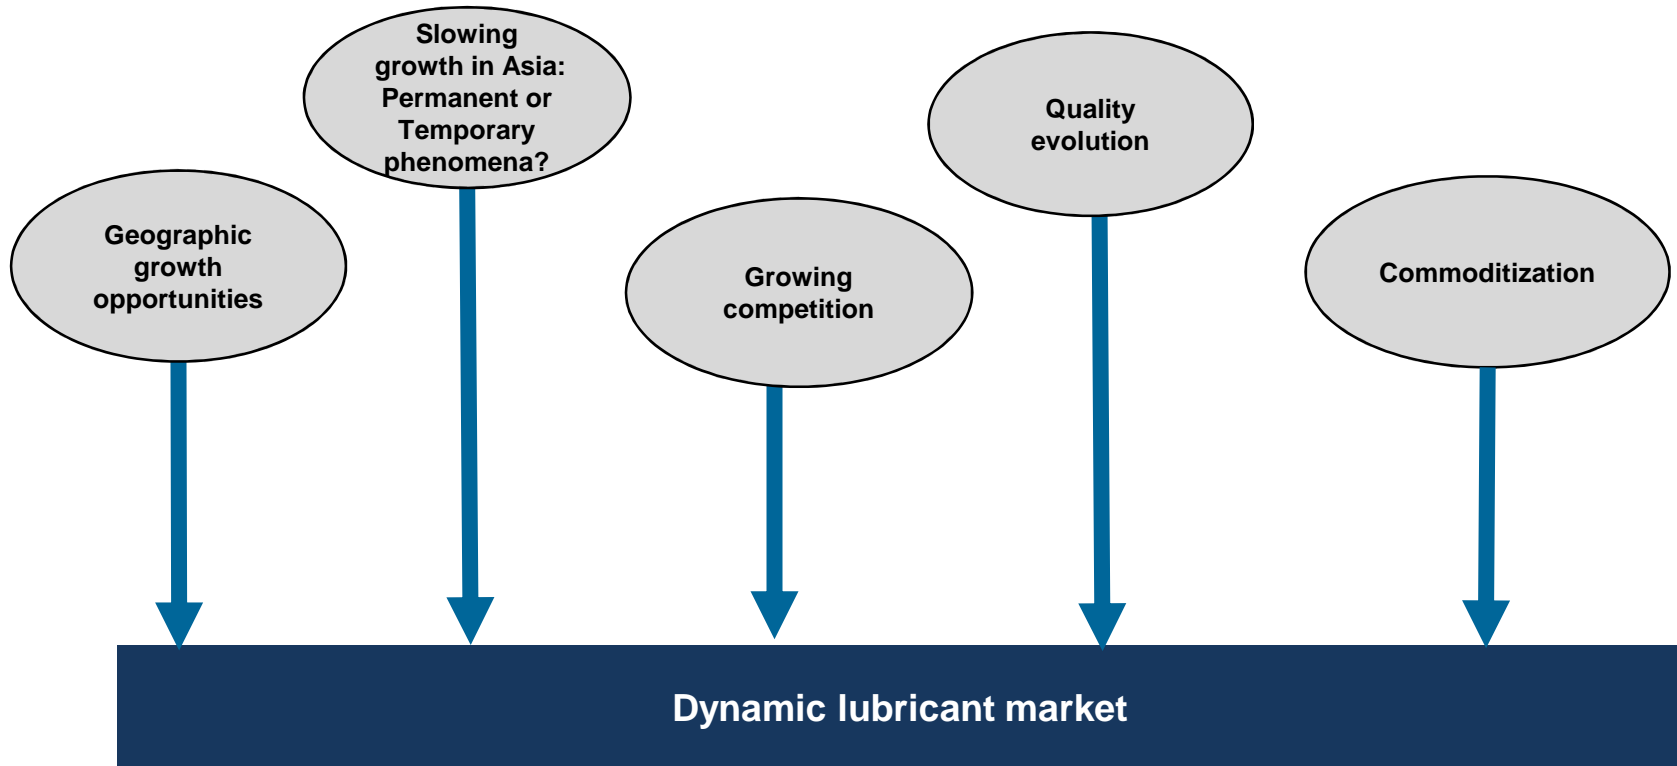 Slowing
growth in Asia:
Permanent or
Temporary
phenomena?
Quality
evolution
Geographic
growth
opportunities
Growing
competition
Commoditization
Dynamic lubricant market